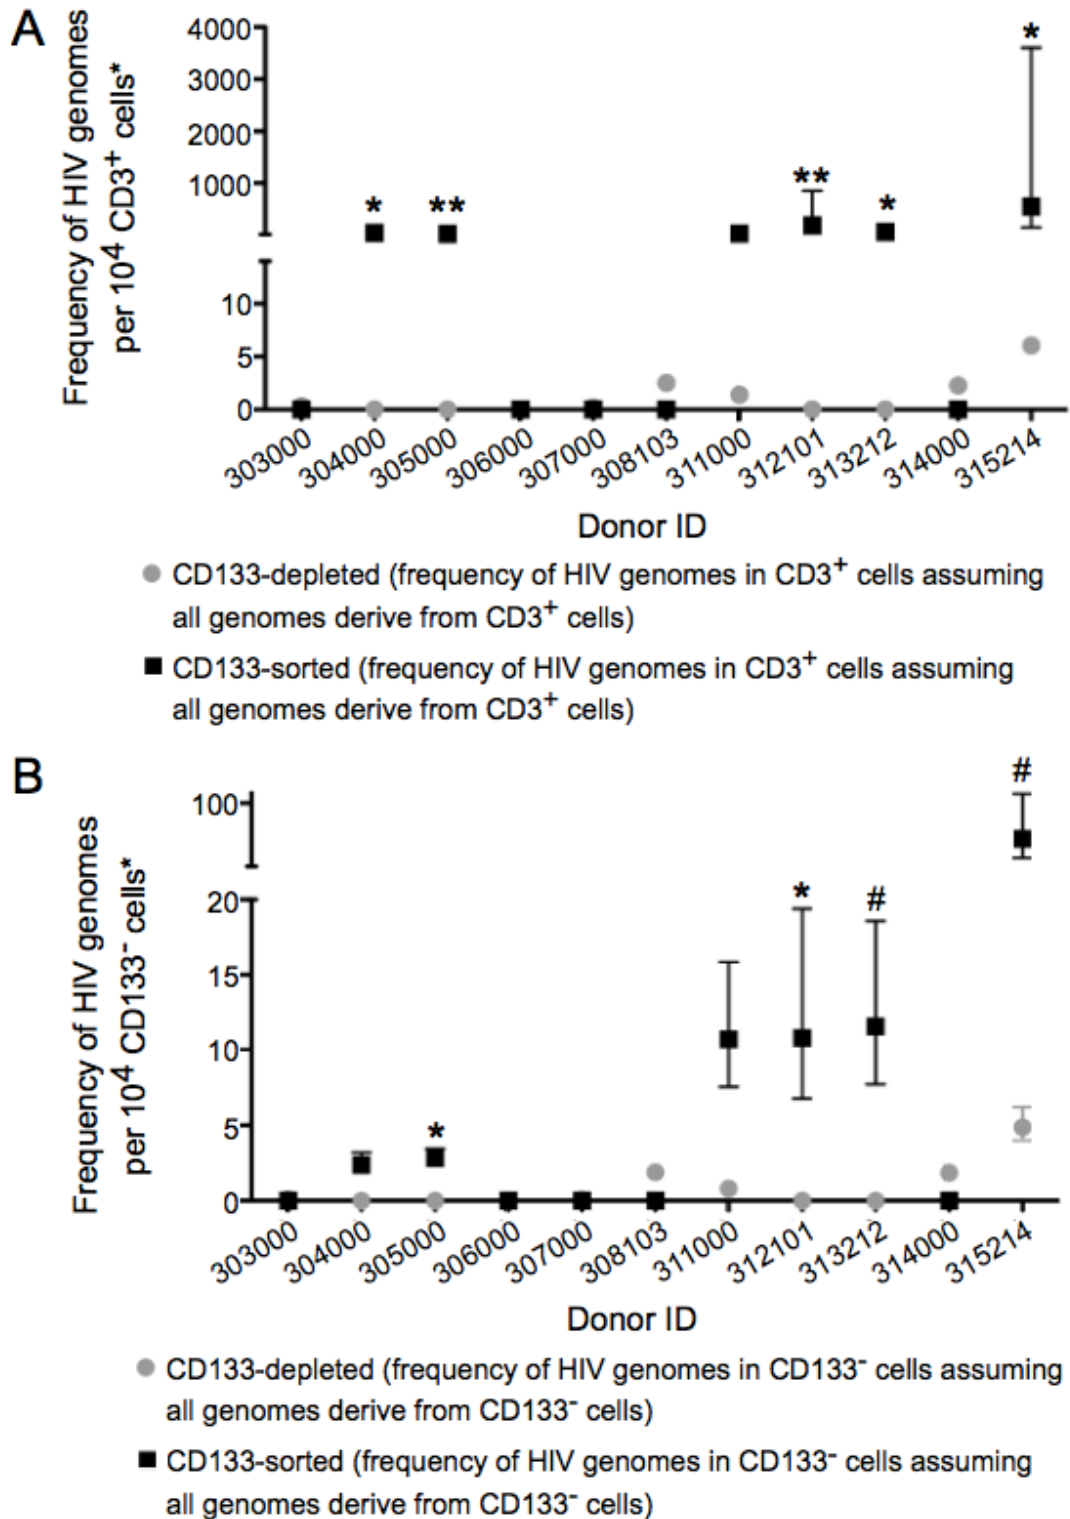 A
Frequency of HIV genomes
per 10⁴ CD3⁺ cells*
4000
3000
2000
1000
10
5
0
* ** ** * *
303000 304000 305000 306000 307000 308103 311000 312101 313212 314000 315214
Donor ID
CD133-depleted (frequency of HIV genomes in CD3⁺ cells assuming
all genomes derive from CD3⁺ cells)
CD133-sorted (frequency of HIV genomes in CD3⁺ cells assuming
all genomes derive from CD3⁺ cells)
B
Frequency of HIV genomes
per 10⁴ CD133⁻ cells*
100
20
15
10
5
0
* * # #
303000 304000 305000 306000 307000 308103 311000 312101 313212 314000 315214
Donor ID
CD133-depleted (frequency of HIV genomes in CD133⁻ cells assuming
all genomes derive from CD133⁻ cells)
CD133-sorted (frequency of HIV genomes in CD133⁻ cells assuming
all genomes derive from CD133⁻ cells)